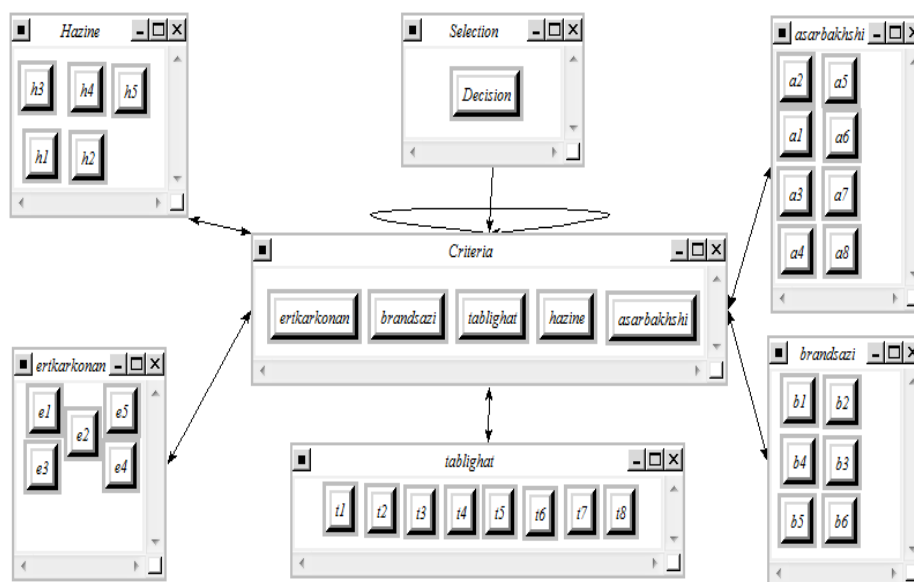 Hazine
h3 h4 h5
h1 h2
Selection
Decision
asarbakhshi
a2 a5
a1 a6
a3 a7
a4 a8
Criteria
ertkarkonan brandsazi tablighat hazine asarbakhshi
ertkarkonan
e1 e5
e2
e3 e4
tablighat
t1 t2 t3 t4 t5 t6 t7 t8
brandsazi
b1 b2
b4 b3
b5 b6